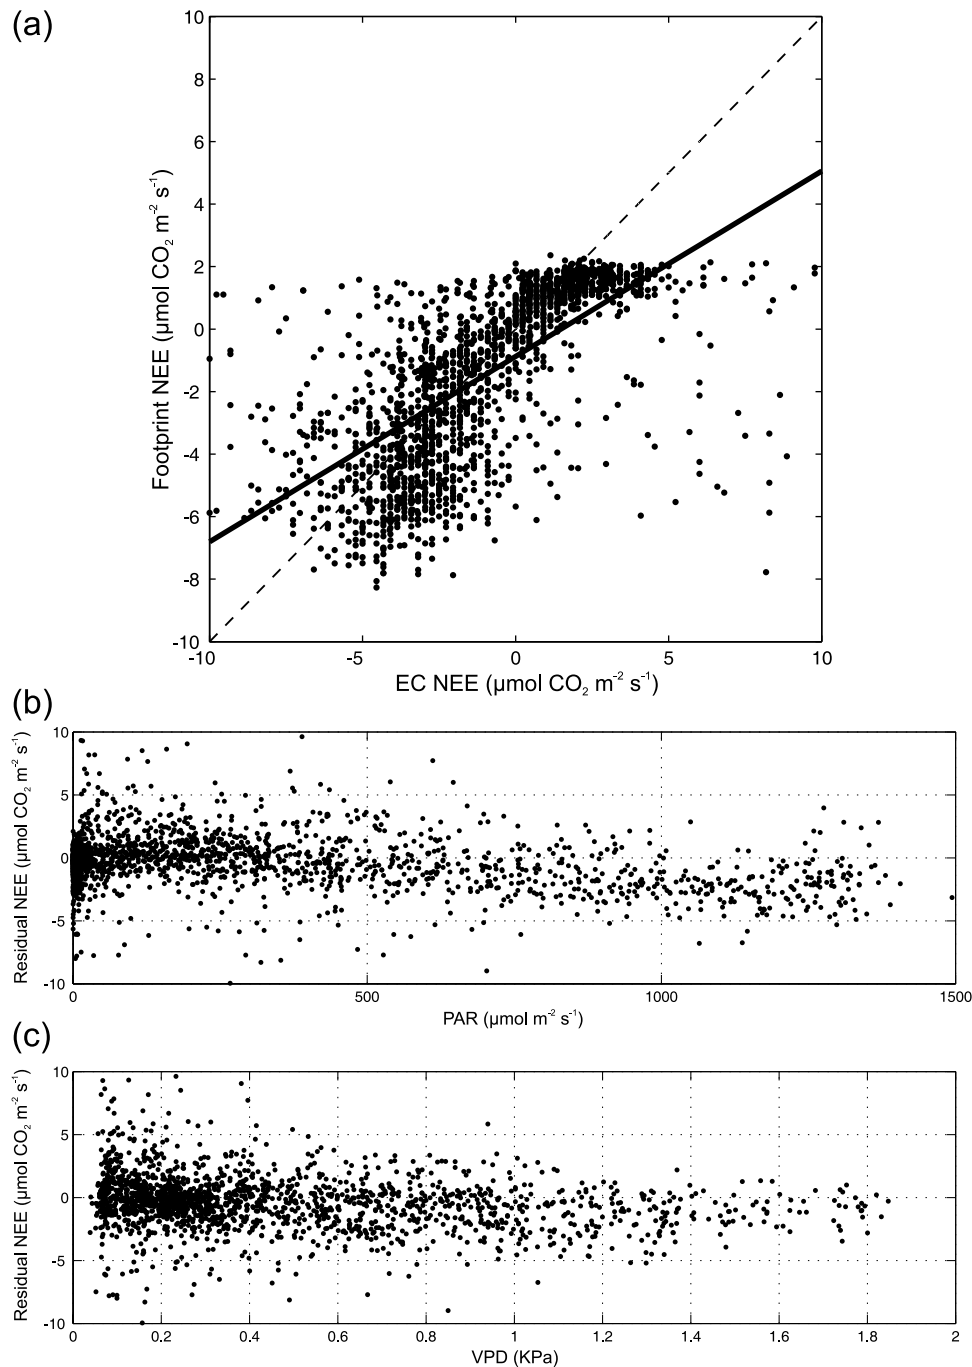 (a)
10
8
6
4
2
0
-2
-4
-6
-8
-10
Footprint NEE (µmol CO₂ m⁻² s⁻¹)
-10 -5 0 5 10
EC NEE (µmol CO₂ m⁻² s⁻¹)
(b)
10
5
0
-5
-10
Residual NEE (µmol CO₂ m⁻² s⁻¹)
0 500 1000 1500
PAR (µmol m⁻² s⁻¹)
(c)
10
5
0
-5
-10
Residual NEE (µmol CO₂ m⁻² s⁻¹)
0 0.2 0.4 0.6 0.8 1 1.2 1.4 1.6 1.8 2
VPD (KPa)